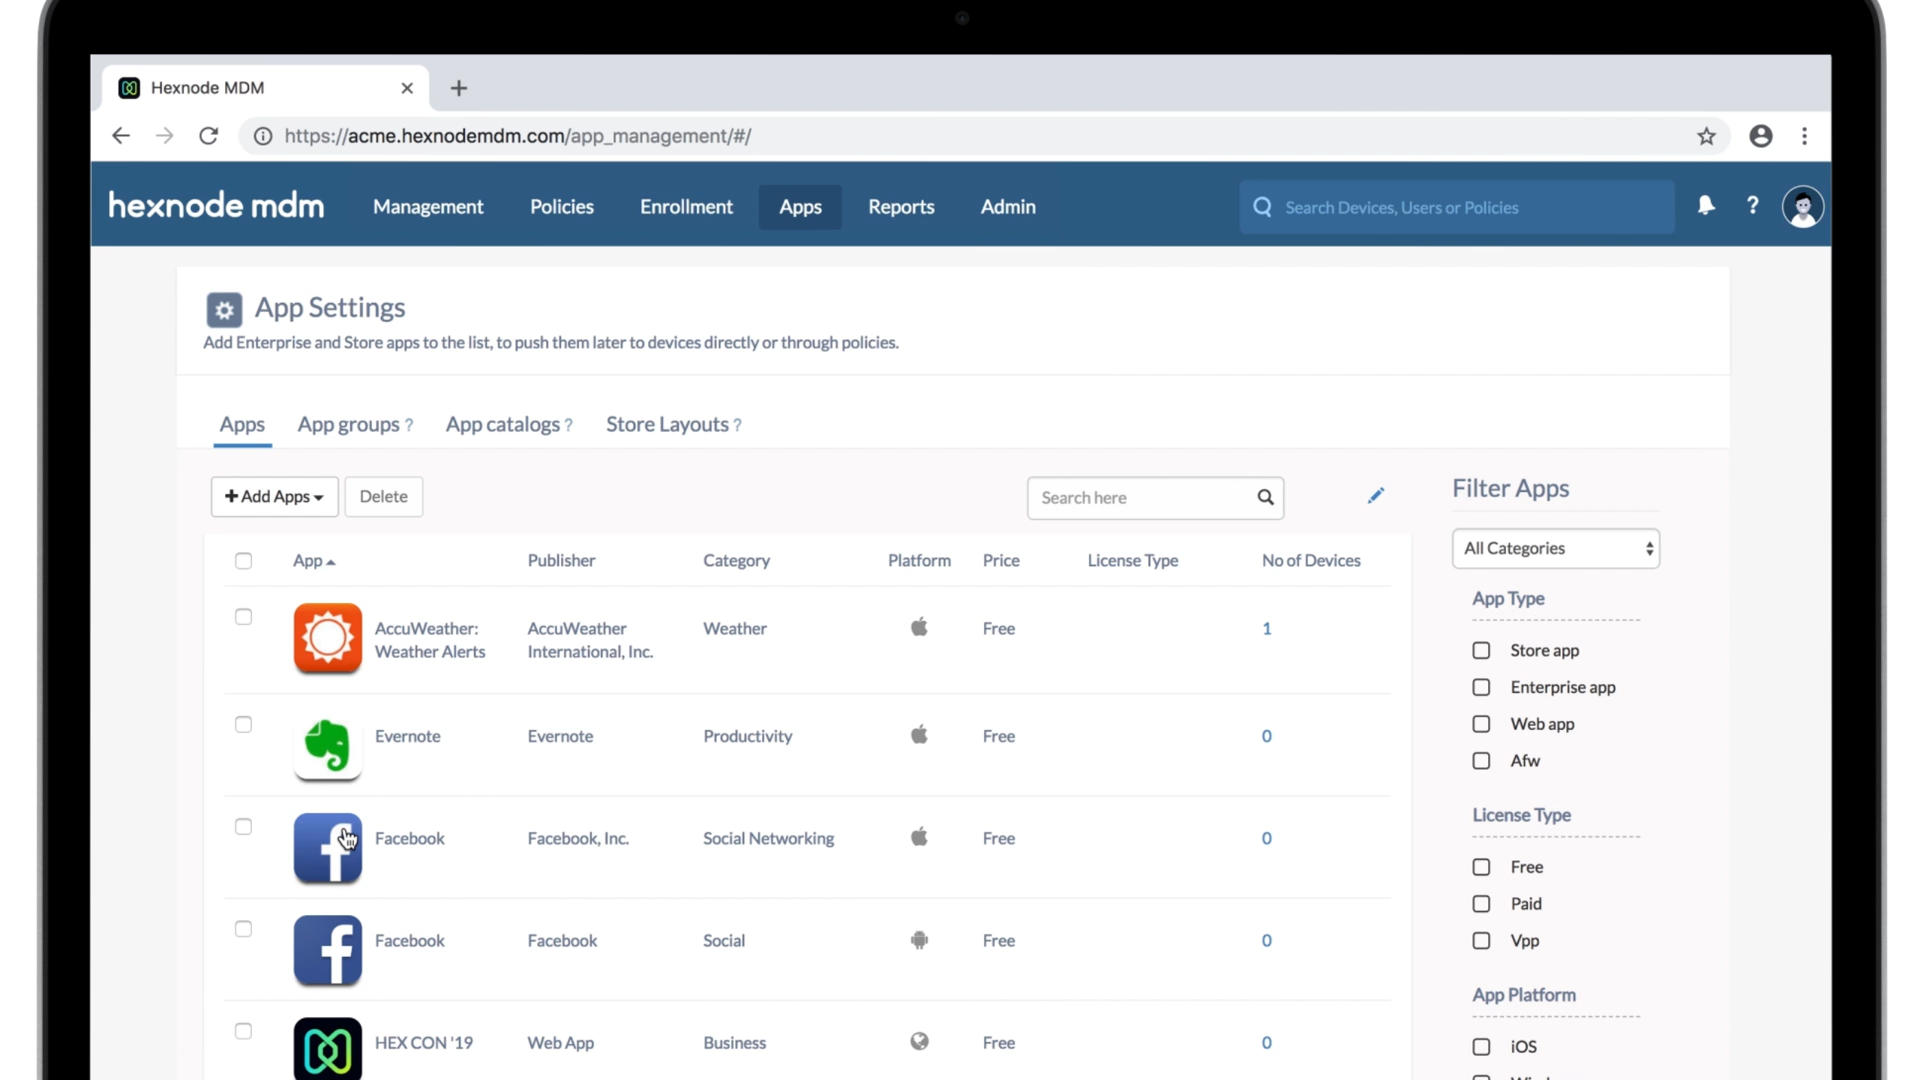 Hexnode MDM
https://acme.hexnodemdm.com/app_management/#/
hexnode mdm
Management
Policies
Enrollment
Apps
Reports
Admin
Search Devices, Users or Policies
?
App Settings
Add Enterprise and Store apps to the list, to push them later to devices directly or through policies.
Apps
App groups ?
App catalogs ?
Store Layouts ?
+ Add Apps
Delete
Search here
App
Publisher
Category
Platform
Price
License Type
No of Devices
AccuWeather:
Weather Alerts
AccuWeather
International, Inc.
Weather
Free
1
Evernote
Evernote
Productivity
Free
0
Facebook
Facebook, Inc.
Social Networking
Free
0
Facebook
Facebook
Social
Free
0
HEX CON '19
Web App
Business
Free
0
Filter Apps
All Categories
App Type
Store app
Enterprise app
Web app
Afw
License Type
Free
Paid
Vpp
App Platform
iOS